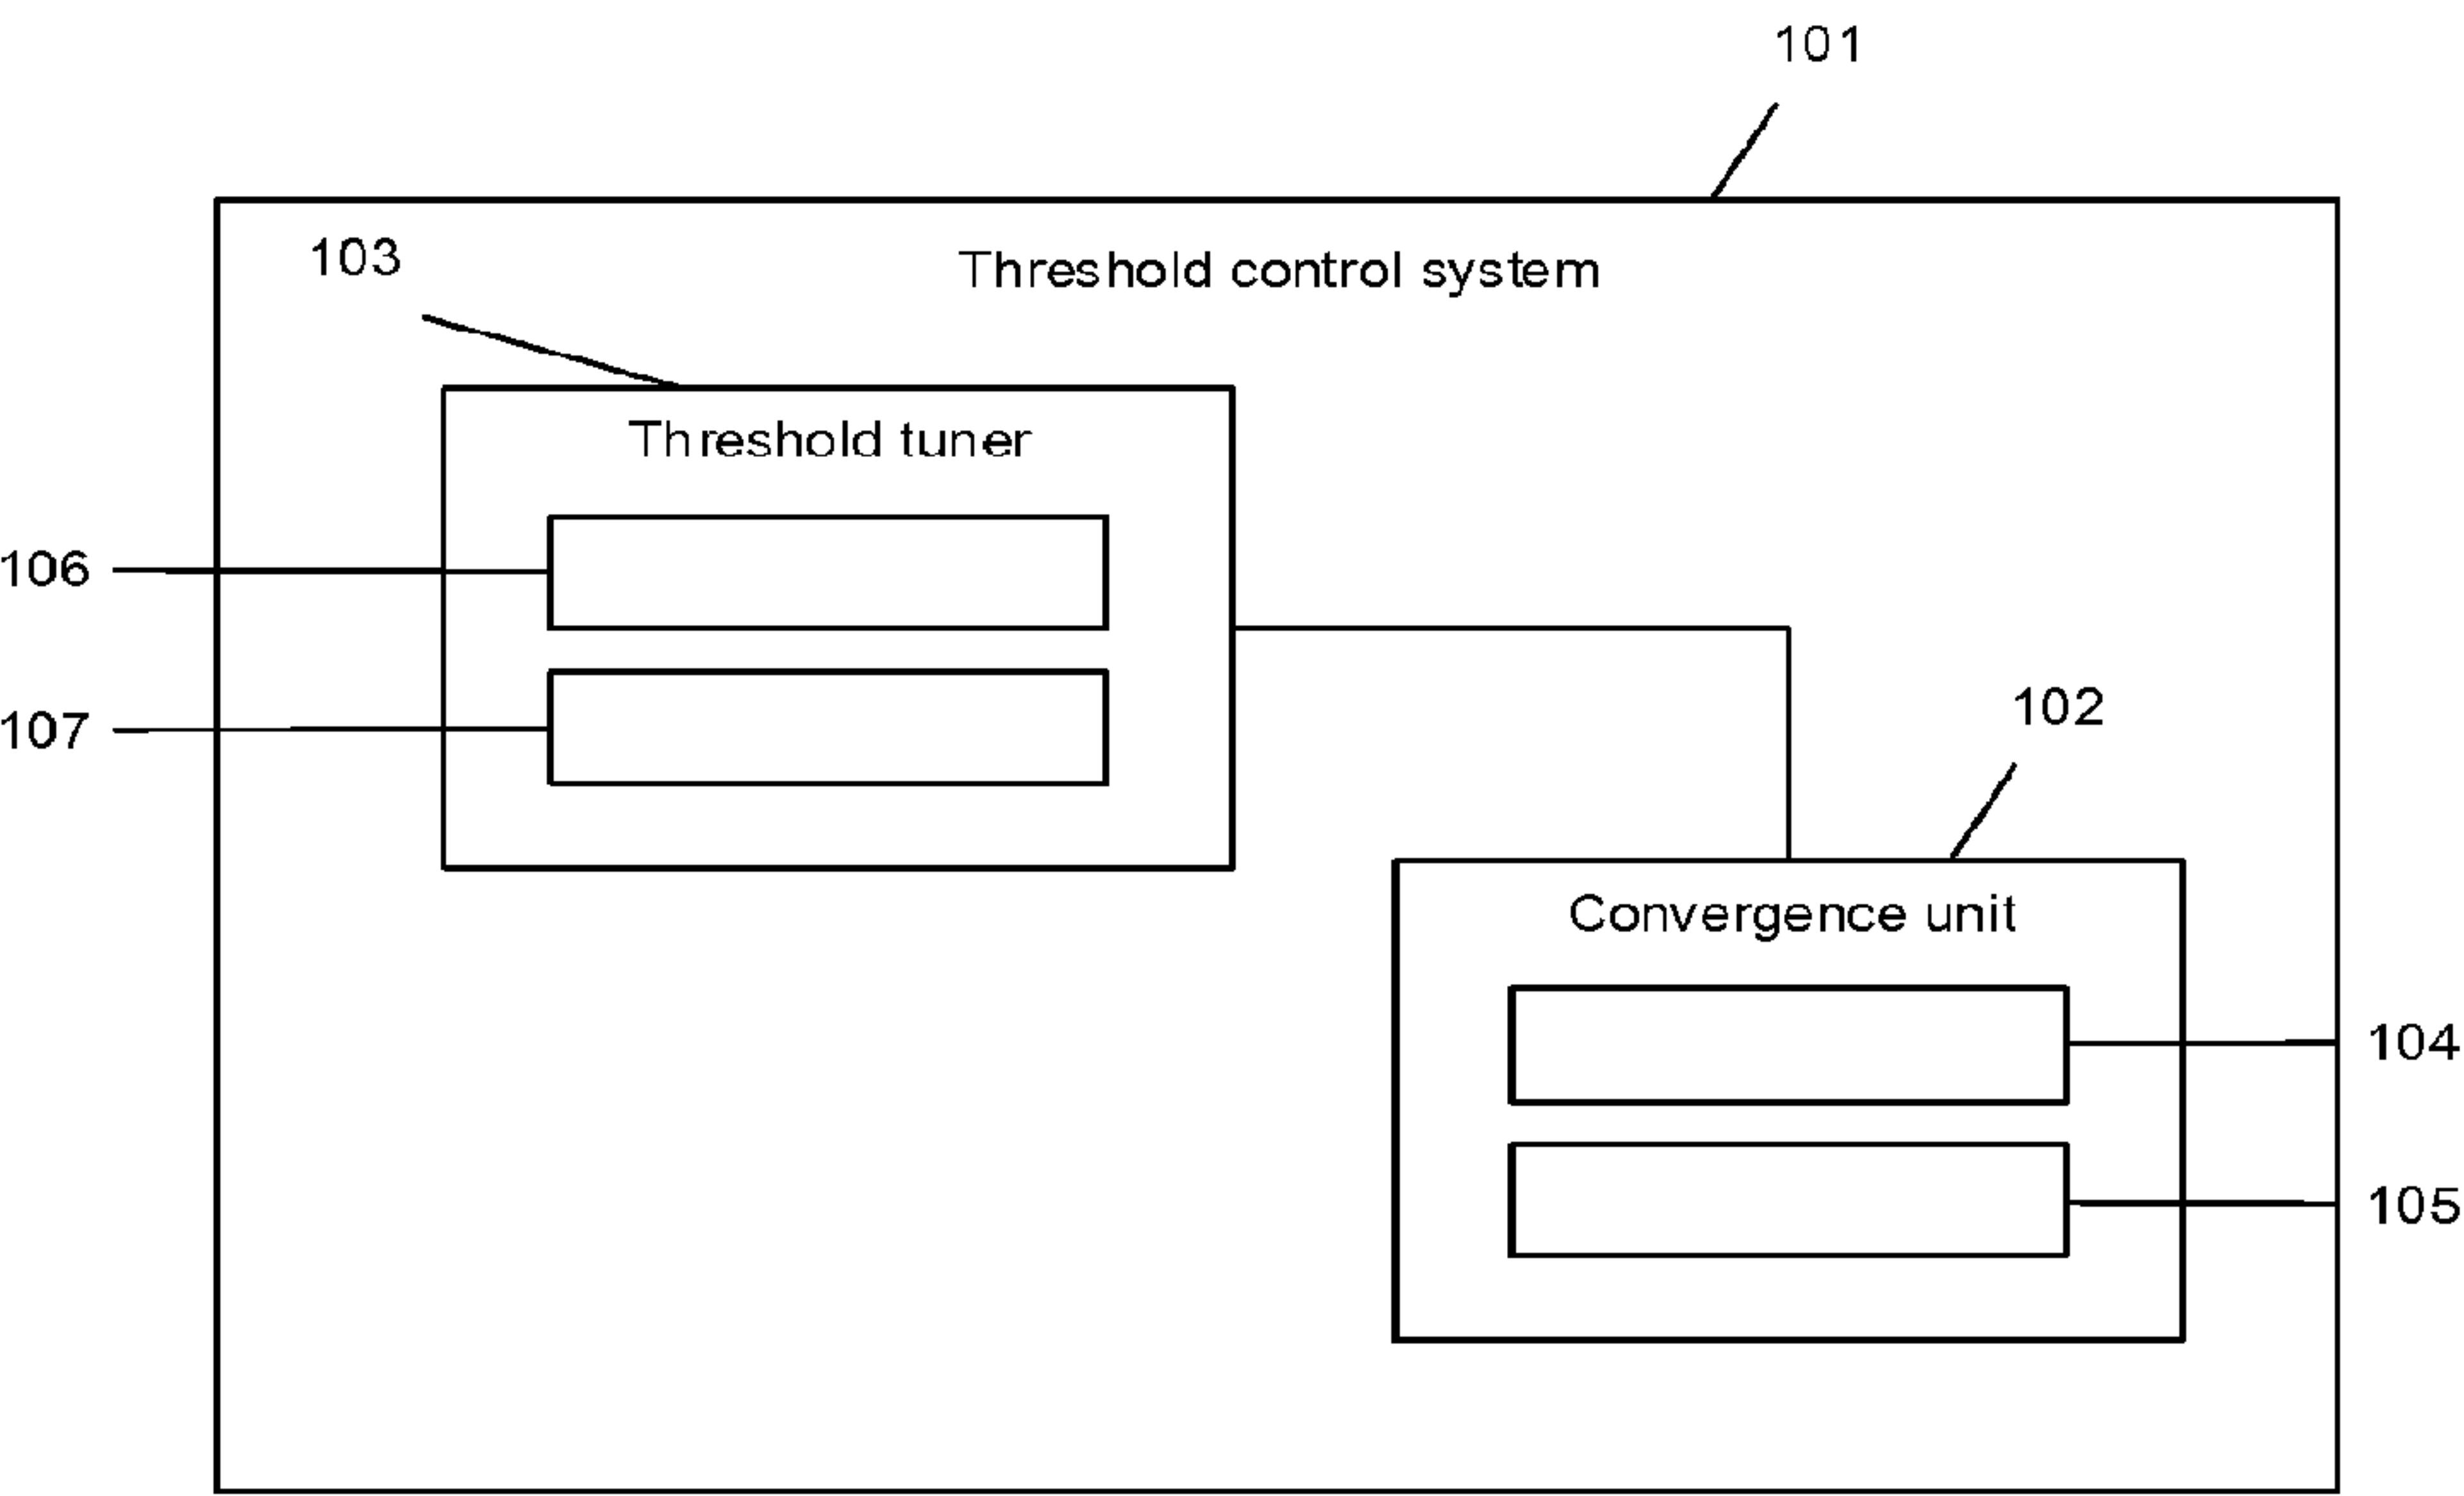 101
103
Threshold control system
Threshold tuner
106
107
102
Convergence unit
104
105